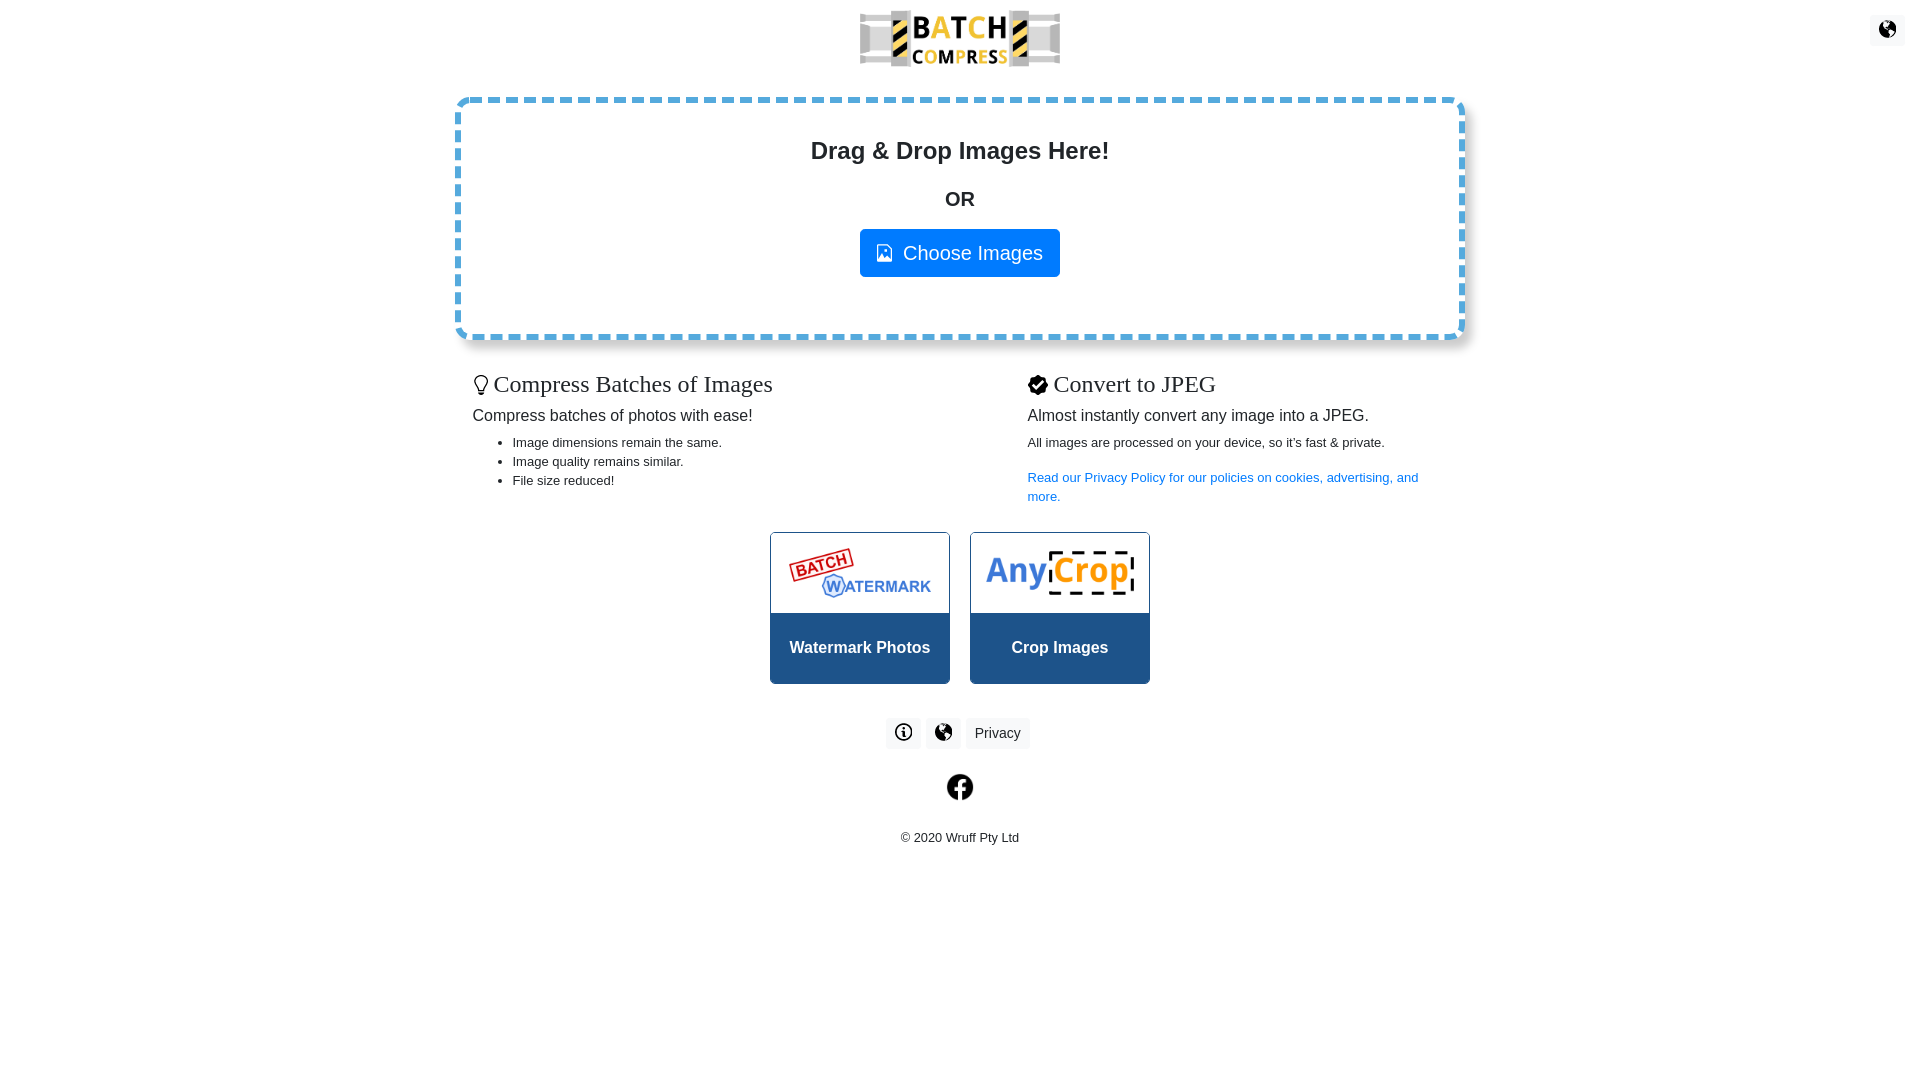 BATCH
COMPRESS
Drag & Drop Images Here!
OR
Choose Images
Compress Batches of Images
Compress batches of photos with ease!
Image dimensions remain the same.
Image quality remains similar.
File size reduced!
Convert to JPEG
Almost instantly convert any image into a JPEG.
All images are processed on your device, so it's fast & private.
Read our Privacy Policy for our policies on cookies, advertising, and
more.
BATCH
WATERMARK
Watermark Photos
AnyCrop
Crop Images
Privacy
© 2020 Wruff Pty Ltd